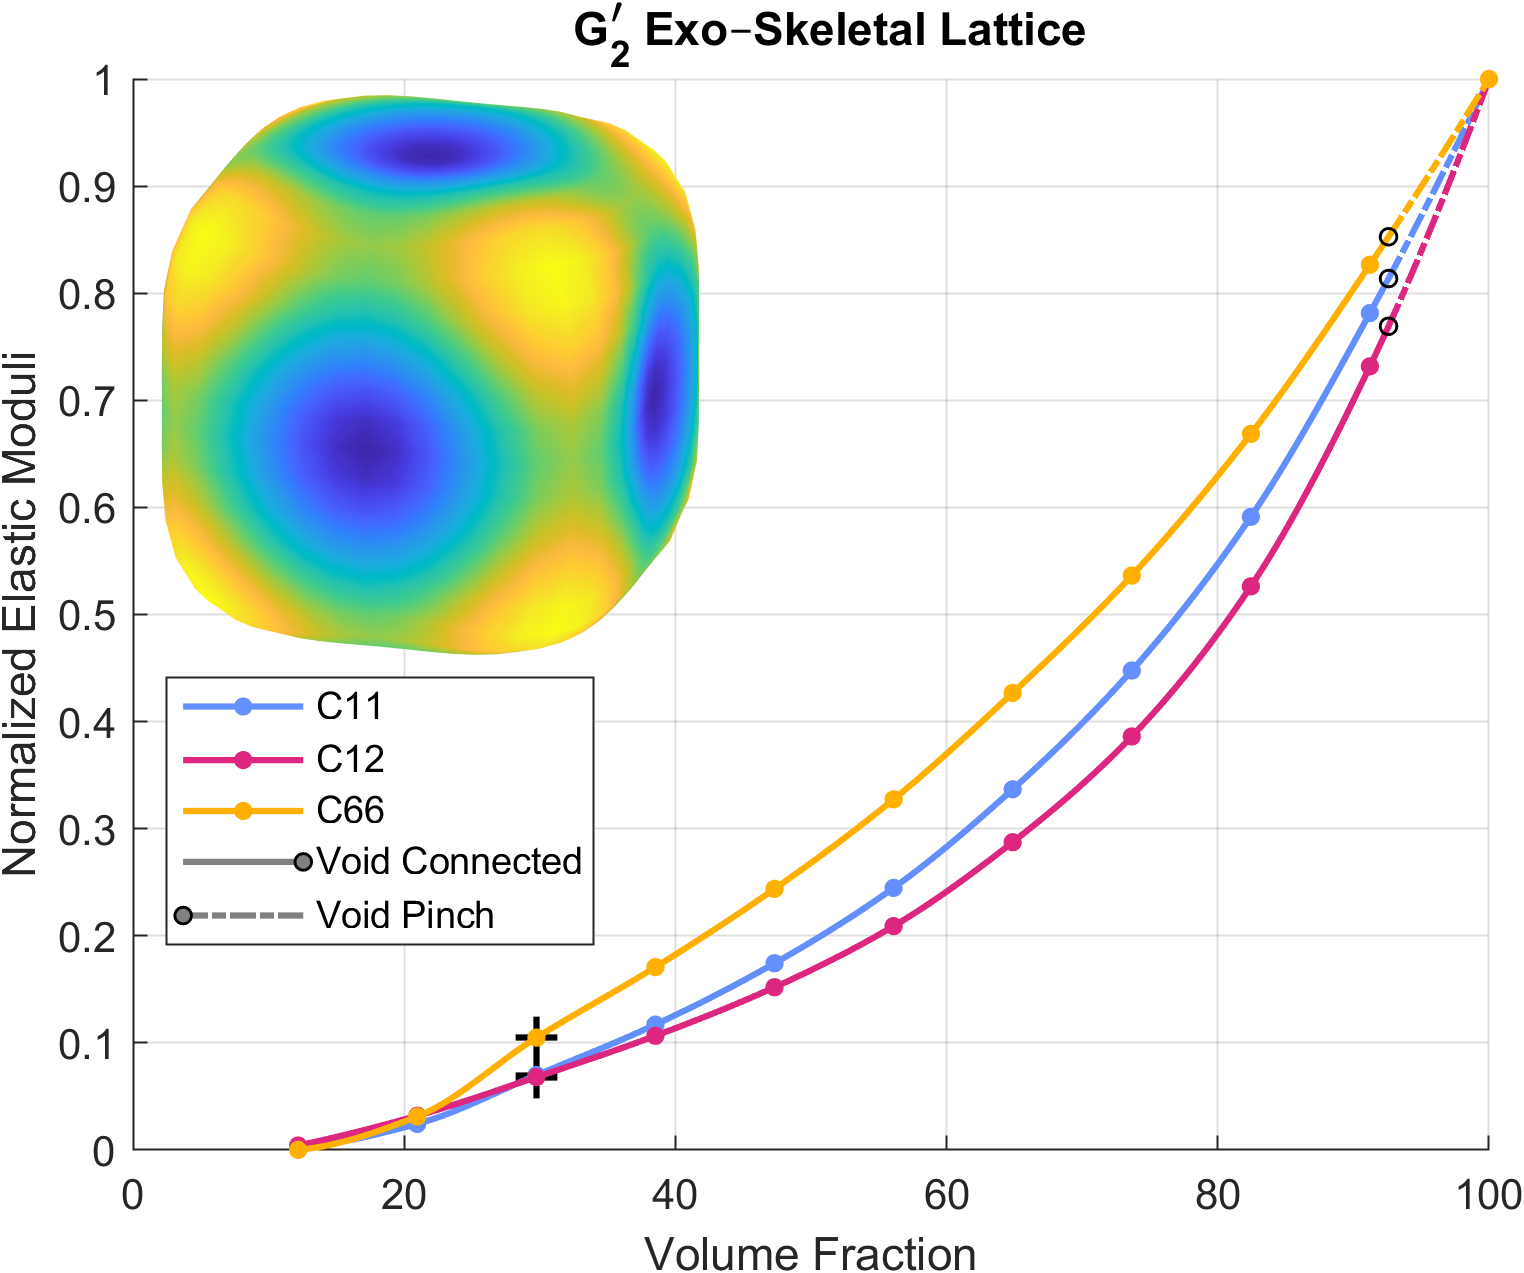 G′₂ Exo−Skeletal Lattice
1
0.9
0.8
0.7
0.6
0.5
0.4
0.3
0.2
0.1
0
Normalized Elastic Moduli
C11
C12
C66
Void Connected
Void Pinch
0 20 40 60 80 100
Volume Fraction